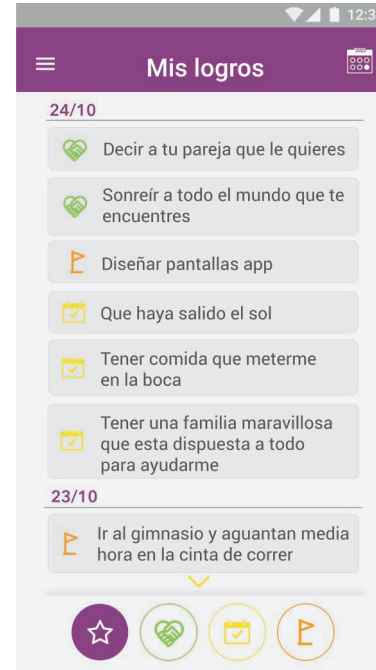 12:3
Mis logros
24/10
Decir a tu pareja que le quieres
Sonreír a todo el mundo que te
encuentres
Diseñar pantallas app
Que haya salido el sol
Tener comida que meterme
en la boca
Tener una familia maravillosa
que esta dispuesta a todo
para ayudarme
23/10
Ir al gimnasio y aguantan media
hora en la cinta de correr